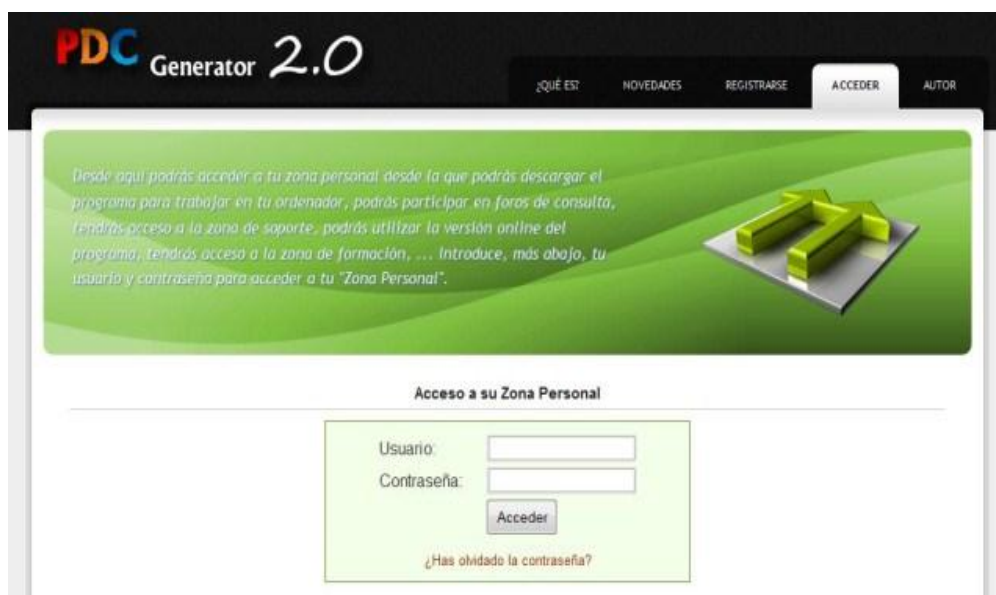 PDC Generator 2.0
¿QUÉ ES? NOVEDADES REGISTRARSE ACCEDER AUTOR
Desde aquí podrás acceder a tu zona personal desde la que podrás descargar el
programa para trabajar en tu ordenador, podrás participar en foros de consulta,
tendrás acceso a la zona de soporte, podrás utilizar la versión online del
programa, tendrás acceso a la zona de formación, ... Introduce, más abajo, tu
usuario y contraseña para acceder a tu "Zona Personal".
Acceso a su Zona Personal
Usuario:
Contraseña:
Acceder
¿Has olvidado la contraseña?